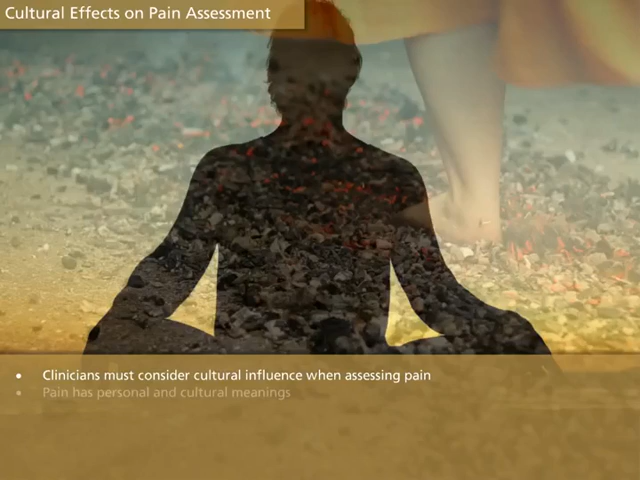 Cultural Effects on Pain Assessment
• Clinicians must consider cultural influence when assessing pain
• Pain has personal and cultural meanings